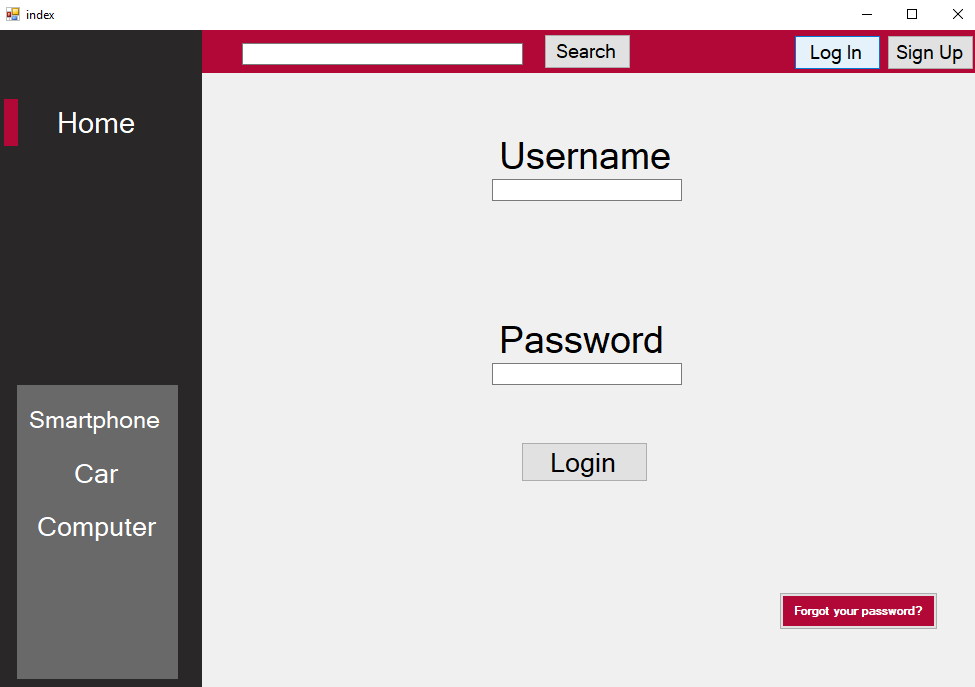 index
Search
Log In
Sign Up
Home
Username
Password
Smartphone
Car
Login
Computer
Forgot your password?